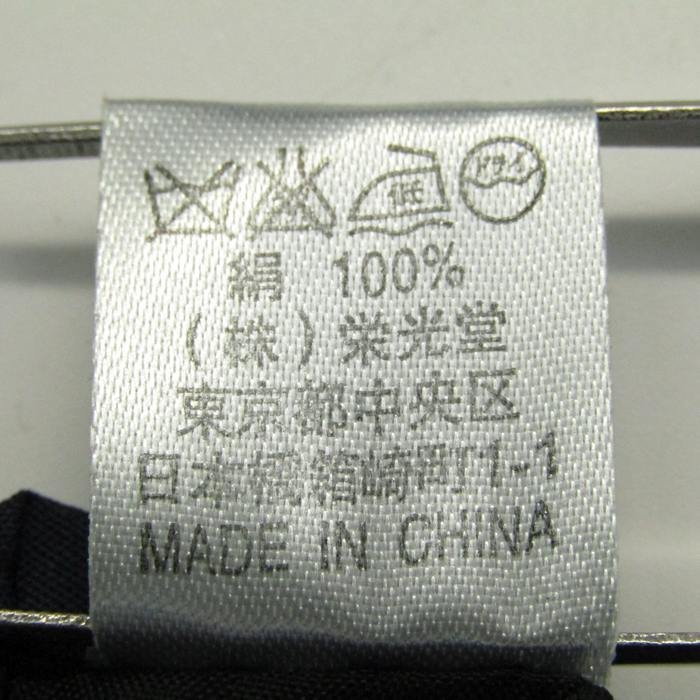 低 ドライ
絹 100%
(株)栄光堂
東京都中央区
日本橋箱崎町1-1
MADE IN CHINA